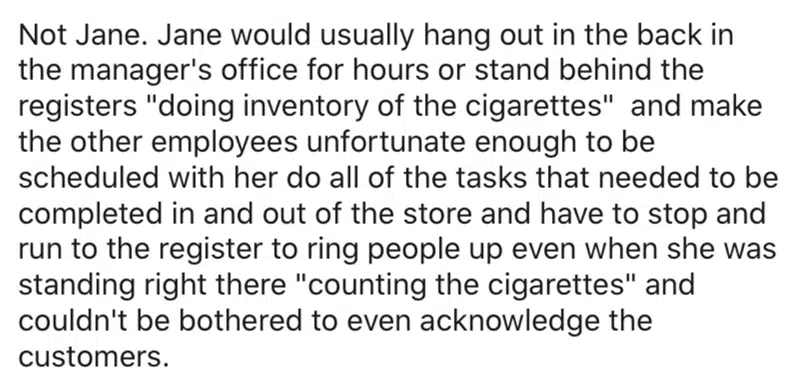 Not Jane. Jane would usually hang out in the back in
the manager's office for hours or stand behind the
registers "doing inventory of the cigarettes"  and make
the other employees unfortunate enough to be
scheduled with her do all of the tasks that needed to be
completed in and out of the store and have to stop and
run to the register to ring people up even when she was
standing right there "counting the cigarettes" and
couldn't be bothered to even acknowledge the
customers.